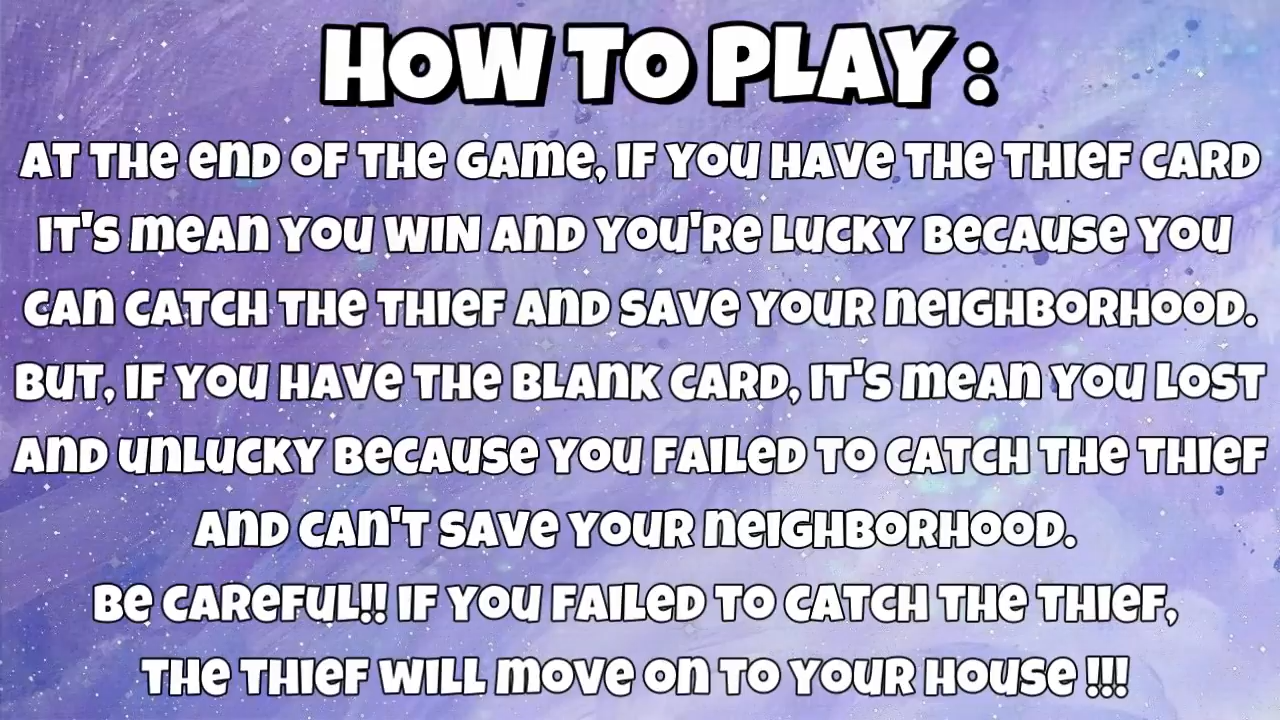 HOW TO PLAY :
AT THE END OF THE GAME, IF YOU HAVE THE THIEF CARD
IT'S MEAN YOU WIN AND YOU'RE LUCKY BECAUSE YOU
CAN CATCH THE THIEF AND SAVE YOUR NEIGHBORHOOD.
BUT, IF YOU HAVE THE BLANK CARD, IT'S MEAN YOU LOST
AND UNLUCKY BECAUSE YOU FAILED TO CATCH THE THIEF
AND CAN'T SAVE YOUR NEIGHBORHOOD.
BE CAREFUL!! IF YOU FAILED TO CATCH THE THIEF,
THE THIEF WILL MOVE ON TO YOUR HOUSE !!!